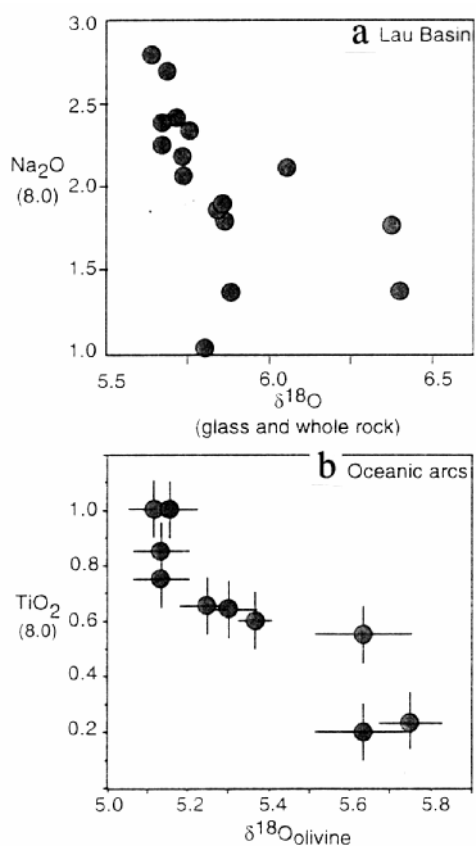 a Lau Basin
3.0
2.5
Na₂O
2.0
(8.0)
1.5
1.0
5.5 6.0 6.5
δ¹⁸O
(glass and whole rock)
b Oceanic arcs
1.0
0.8
TiO₂
0.6
(8.0)
0.4
0.2
5.0 5.2 5.4 5.6 5.8
δ¹⁸Oolivine